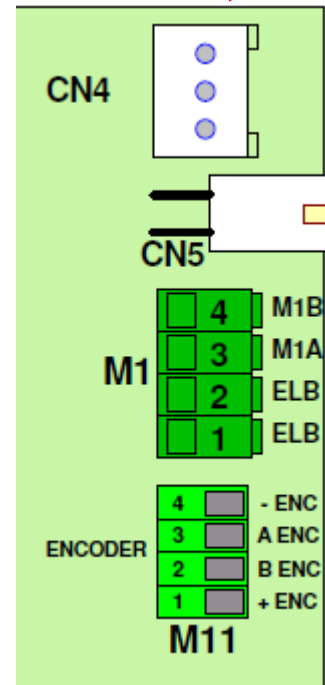 CN4
CN5
4 M1B
3 M1A
M1
2 ELB
1 ELB
4 - ENC
3 A ENC
ENCODER
2 B ENC
1 + ENC
M11